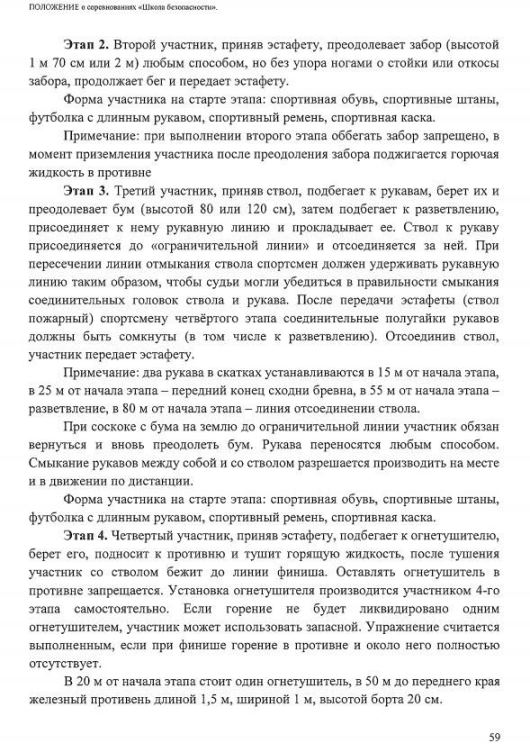 ПОЛОЖЕНИЕ о соревнованиях «Школа безопасности».
Этап 2. Второй участник, приняв эстафету, преодолевает забор (высотой
1 м 70 см или 2 м) любым способом, но без упора ногами о стойки или откосы
забора, продолжает бег и передает эстафету.
Форма участника на старте этапа: спортивная обувь, спортивные штаны,
футболка с длинным рукавом, спортивный ремень, спортивная каска.
Примечание: при выполнении второго этапа оббегать забор запрещено, в
момент приземления участника после преодоления забора поджигается горючая
жидкость в противне
Этап 3. Третий участник, приняв ствол, подбегает к рукавам, берет их и
преодолевает бум (высотой 80 или 120 см), затем подбегает к разветвлению,
присоединяет к нему рукавную линию и прокладывает ее. Ствол к рукаву
присоединяется до «ограничительной линии» и отсоединяется за ней. При
пересечении линии отмыкания ствола спортсмен должен удерживать рукавную
линию таким образом, чтобы судьи могли убедиться в правильности смыкания
соединительных головок ствола и рукава. После передачи эстафеты (ствол
пожарный) спортсмену четвёртого этапа соединительные полугайки рукавов
должны быть сомкнуты (в том числе к разветвлению). Отсоединив ствол,
участник передает эстафету.
Примечание: два рукава в скатках устанавливаются в 15 м от начала этапа,
в 25 м от начала этапа – передний конец сходни бревна, в 55 м от начала этапа –
разветвление, в 80 м от начала этапа – линия отсоединении ствола.
При соскоке с бума на землю до ограничительной линии участник обязан
вернуться и вновь преодолеть бум. Рукава переносятся любым способом.
Смыкание рукавов между собой и со стволом разрешается производить на месте
и в движении по дистанции.
Форма участника на старте этапа: спортивная обувь, спортивные штаны,
футболка с длинным рукавом, спортивный ремень, спортивная каска.
Этап 4. Четвертый участник, приняв эстафету, подбегает к огнетушителю,
берет его, подносит к противню и тушит горящую жидкость, после тушения
участник со стволом бежит до линии финиша. Оставлять огнетушитель в
противне запрещается. Установка огнетушителя производится участником 4-го
этапа самостоятельно. Если горение не будет ликвидировано одним
огнетушителем, участник может использовать запасной. Упражнение считается
выполненным, если при финише горение в противне и около него полностью
отсутствует.
В 20 м от начала этапа стоит один огнетушитель, в 50 м до переднего края
железный противень длиной 1,5 м, шириной 1 м, высотой борта 20 см.
59